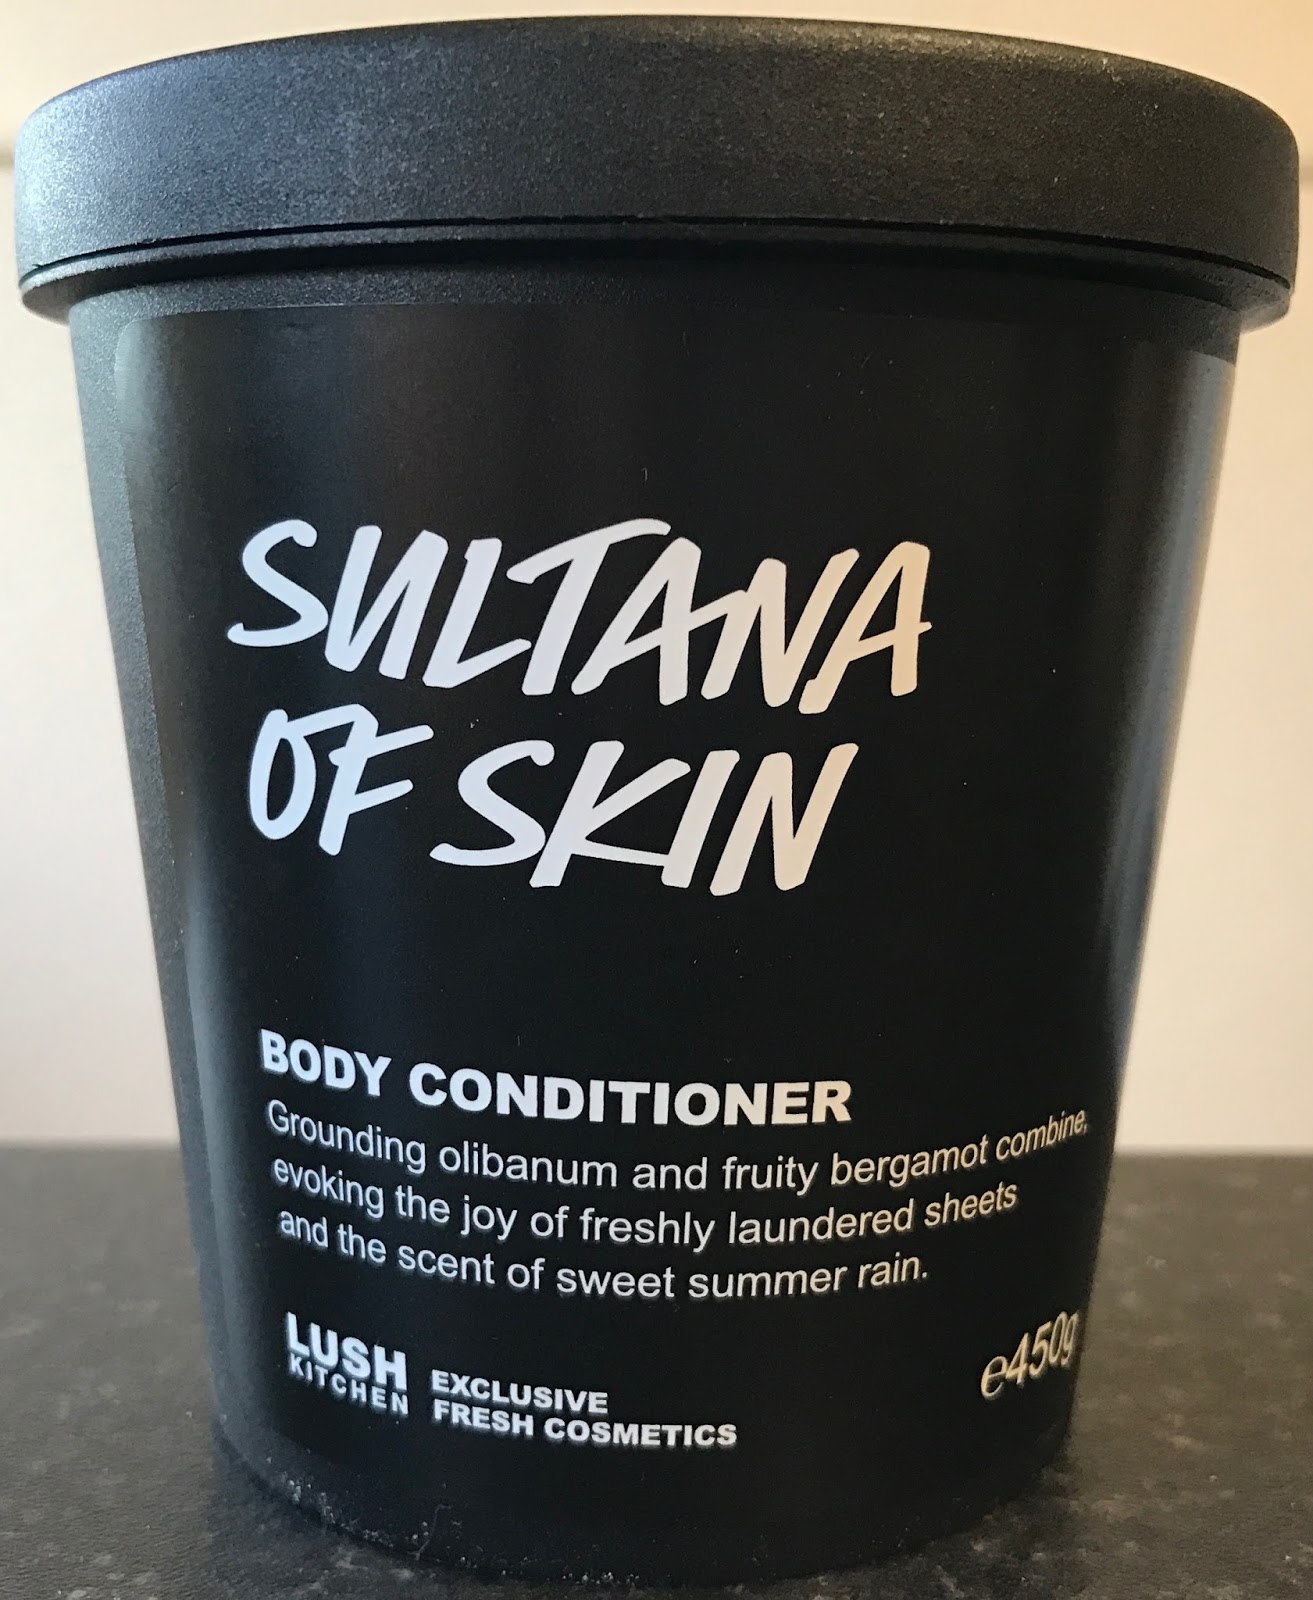 SULTANA
OF SKIN
BODY CONDITIONER
Grounding olibanum and fruity bergamot combine,
evoking the joy of freshly laundered sheets
and the scent of sweet summer rain.
LUSH
KITCHEN
EXCLUSIVE
FRESH COSMETICS
℮450g